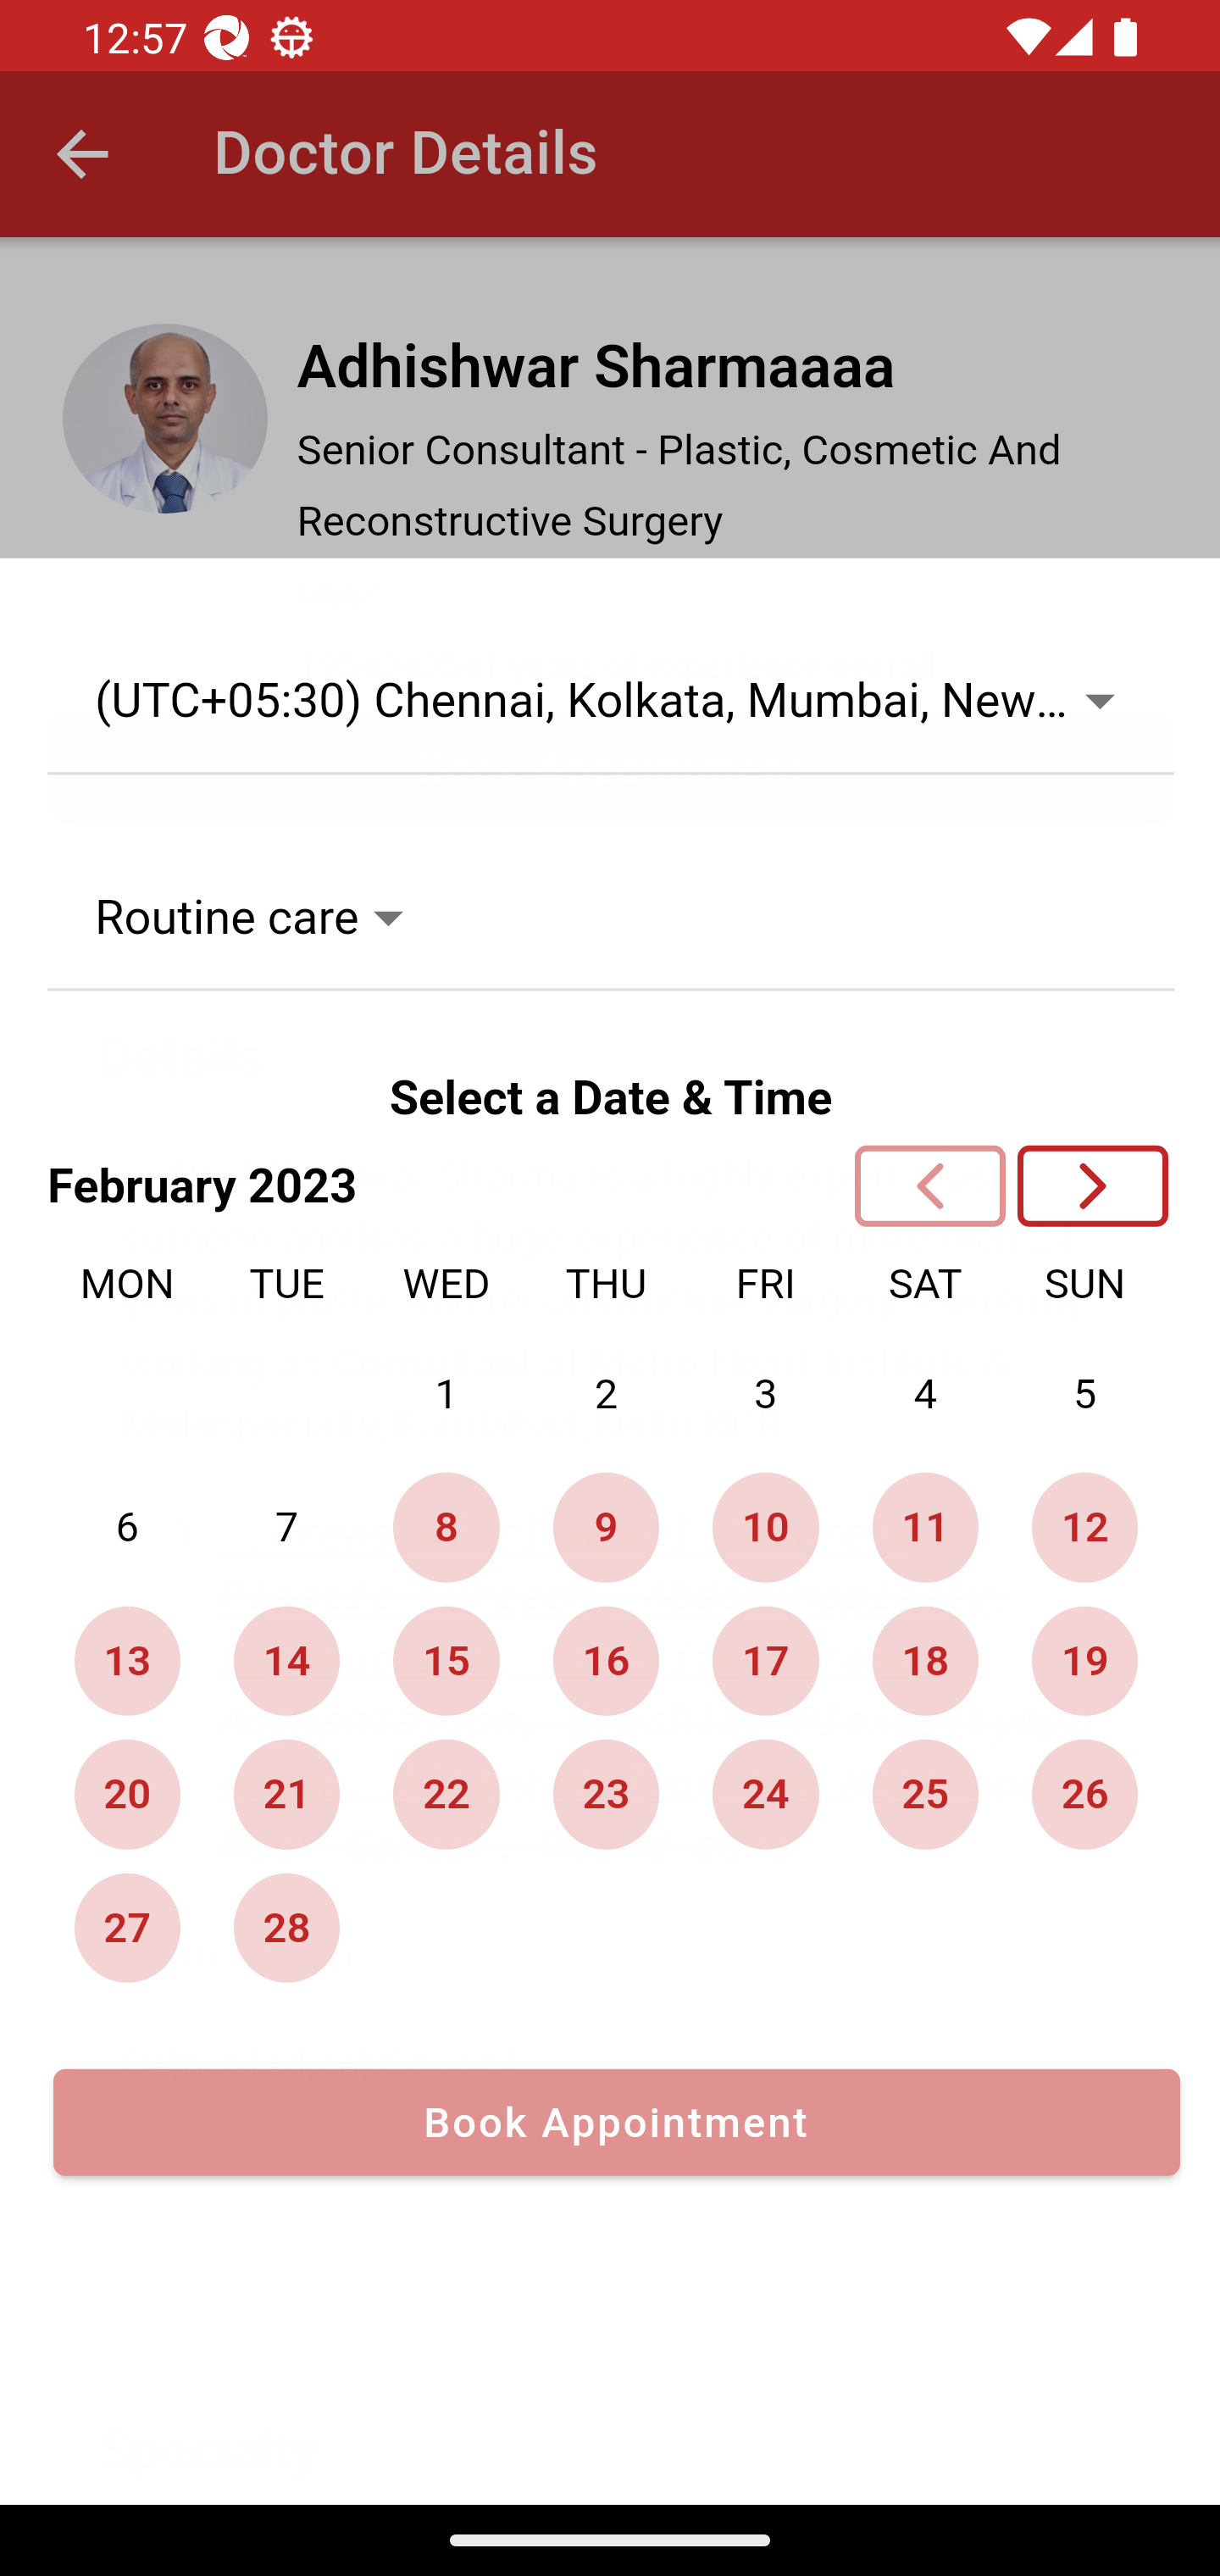 12:57
Doctor Details
Adhishwar Sharmaaaa
Senior Consultant - Plastic, Cosmetic And
Reconstructive Surgery
(UTC+05:30) Chennai, Kolkata, Mumbai, New...
Routine care
Select a Date & Time
February 2023
MON TUE WED THU FRI SAT SUN
1 2 3 4 5
6 7 8 9 10 11 12
13 14 15 16 17 18 19
20 21 22 23 24 25 26
27 28
Book Appointment